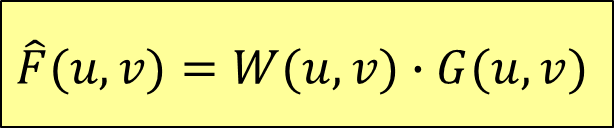 F̂(u, v) = W(u, v) · G(u, v)